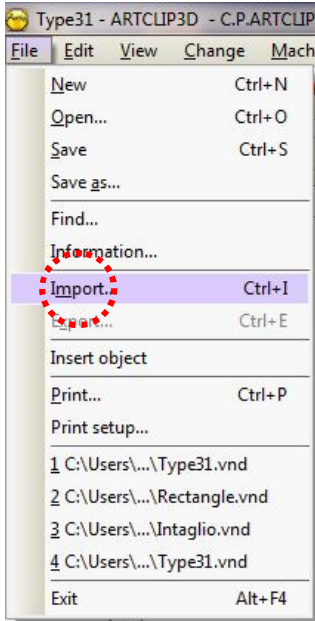 Type31 - ARTCLIP3D - C.P.ARTCLIP
File Edit View Change Mach
New Ctrl+N
Open... Ctrl+O
Save Ctrl+S
Save as...
Find...
Information...
Import... Ctrl+I
Export... Ctrl+E
Insert object
Print... Ctrl+P
Print setup...
1 C:\Users\...\Type31.vnd
2 C:\Users\...\Rectangle.vnd
3 C:\Users\...\Intaglio.vnd
4 C:\Users\...\Type31.vnd
Exit Alt+F4